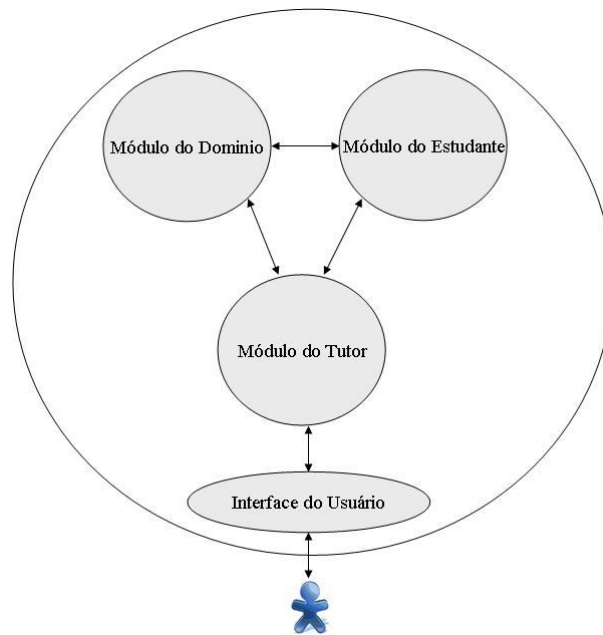 Módulo do Dominio
Módulo do Estudante
Módulo do Tutor
Interface do Usuário